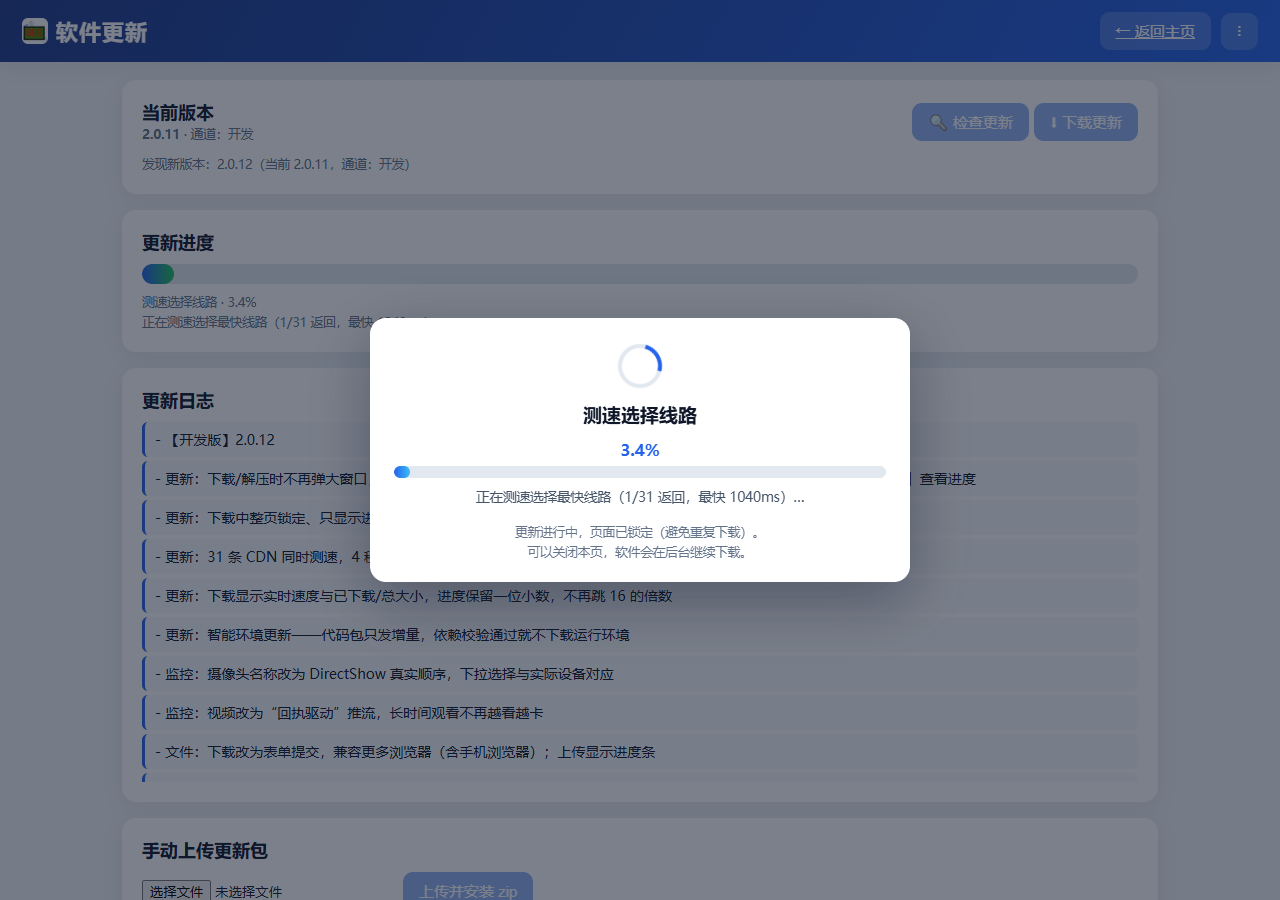 软件更新
← 返回主页
⋮
当前版本
2.0.11 · 通道：开发
🔍 检查更新
⬇ 下载更新
发现新版本：2.0.12（当前 2.0.11，通道：开发）
更新进度
测速选择线路 · 3.4%
正在测速选择最快线路（1/31 返回，最快
测速选择线路
3.4%
正在测速选择最快线路（1/31 返回，最快 1040ms）...
更新进行中，页面已锁定（避免重复下载）。
可以关闭本页，软件会在后台继续下载。
更新日志
- 【开发版】2.0.12
- 更新：下载/解压时不再弹大窗口
查看进度
- 更新：下载中整页锁定、只显示进
- 更新：31 条 CDN 同时测速，4
- 更新：下载显示实时速度与已下载/总大小，进度保留一位小数，不再跳 16 的倍数
- 更新：智能环境更新——代码包只发增量，依赖校验通过就不下载运行环境
- 监控：摄像头名称改为 DirectShow 真实顺序，下拉选择与实际设备对应
- 监控：视频改为“回执驱动”推流，长时间观看不再越看越卡
- 文件：下载改为表单提交，兼容更多浏览器（含手机浏览器）；上传显示进度条
手动上传更新包
选择文件 未选择文件
上传并安装 zip